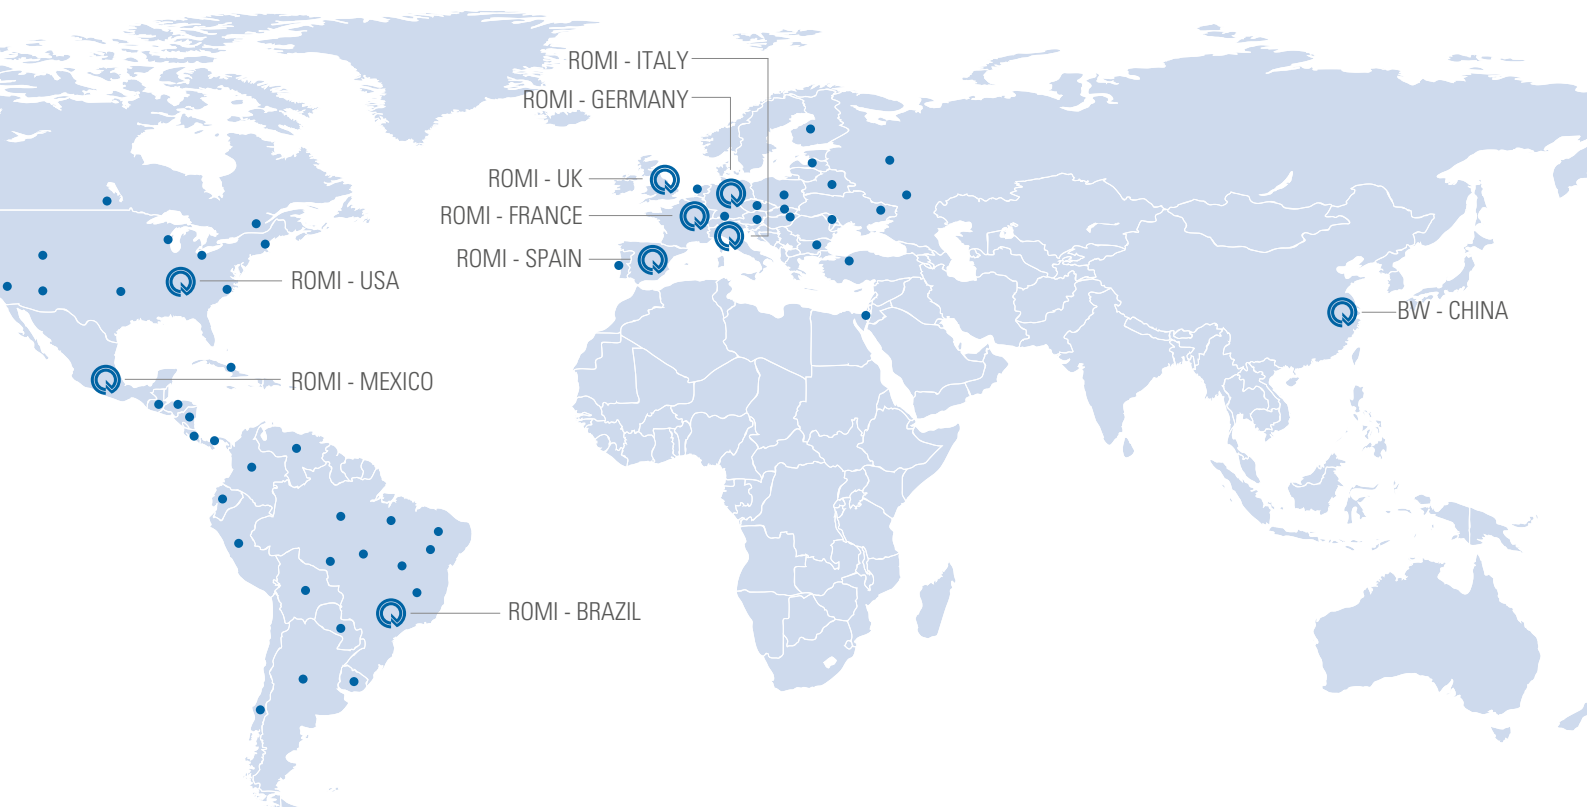 ROMI - ITALY
ROMI - GERMANY
ROMI - UK
ROMI - FRANCE
ROMI - SPAIN
ROMI - USA
BW - CHINA
ROMI - MEXICO
ROMI - BRAZIL